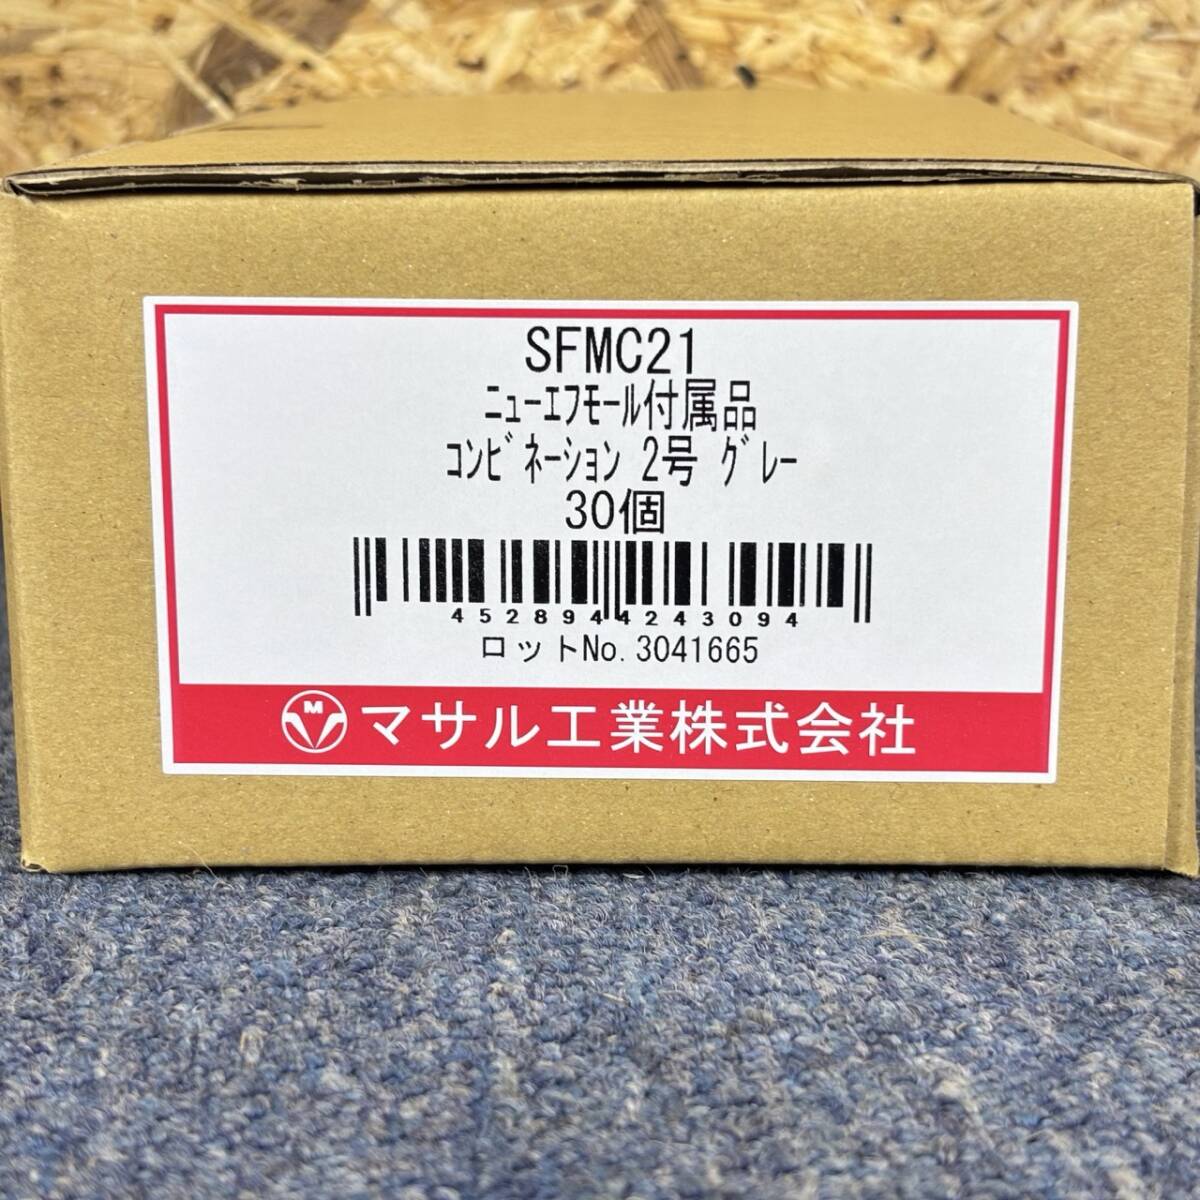 SFMC21
ﾆｭｰｴﾌﾓｰﾙ付属品
ｺﾝﾋﾞﾈｰｼｮﾝ 2号 ｸﾞﾚｰ
30個
4528944243094
ロットNo.3041665
M マサル工業株式会社